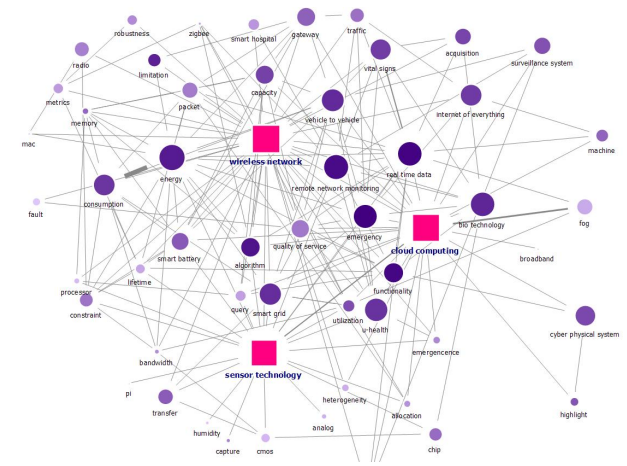 robustness
zigbee
smart hospital
gateway
traffic
radio
limitation
capacity
vital signs
acquisition
surveillance system
metrics
packet
memory
vehicle to vehicle
internet of everything
mac
wireless network
machine
energy
remote network monitoring
real time data
consumption
fault
quality of service
emergency
bio technology
fog
smart battery
algorithm
cloud computing
broadband
processor
lifetime
functionality
constraint
query
smart grid
utilization
u-health
cyber physical system
bandwidth
emergencence
sensor technology
pi
transfer
heterogeneity
allocation
highlight
humidity
analog
capture
cmos
chip